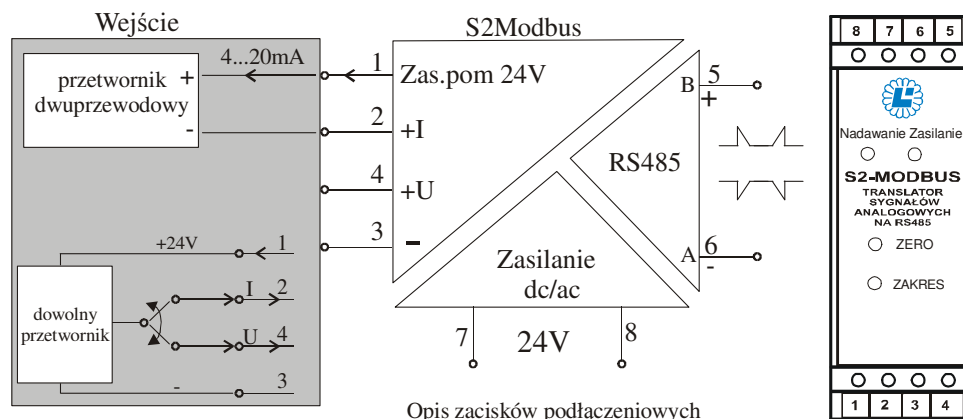 Wejście
S2Modbus
8 7 6 5
4...20mA
1
Zas.pom 24V
przetwornik
dwuprzewodowy
+
-
2
+I
4
+U
3
-
B
5
+
RS485
A
6
-
Zasilanie
dc/ac
7
24V
8
+24V
1
I
2
U
4
-
3
dowolny
przetwornik
Opis zacisków podłączeniowych
Nadawanie Zasilanie
S2-MODBUS
TRANSLATOR
SYGNAŁÓW
ANALOGOWYCH
NA RS485
ZERO
ZAKRES
1 2 3 4